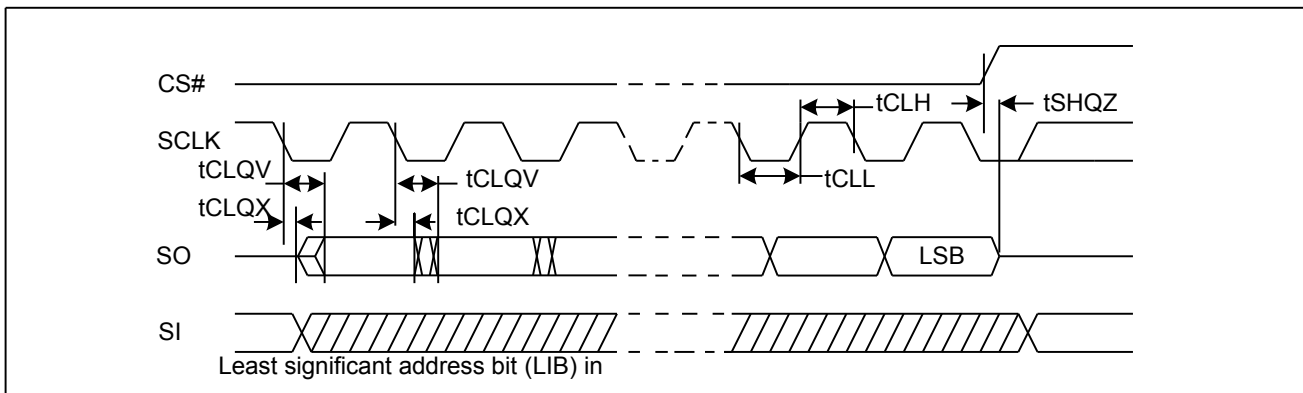 CS#
tCLH
tSHQZ
SCLK
tCLQV
tCLQV
tCLL
tCLQX
tCLQX
SO
LSB
SI
Least significant address bit (LIB) in